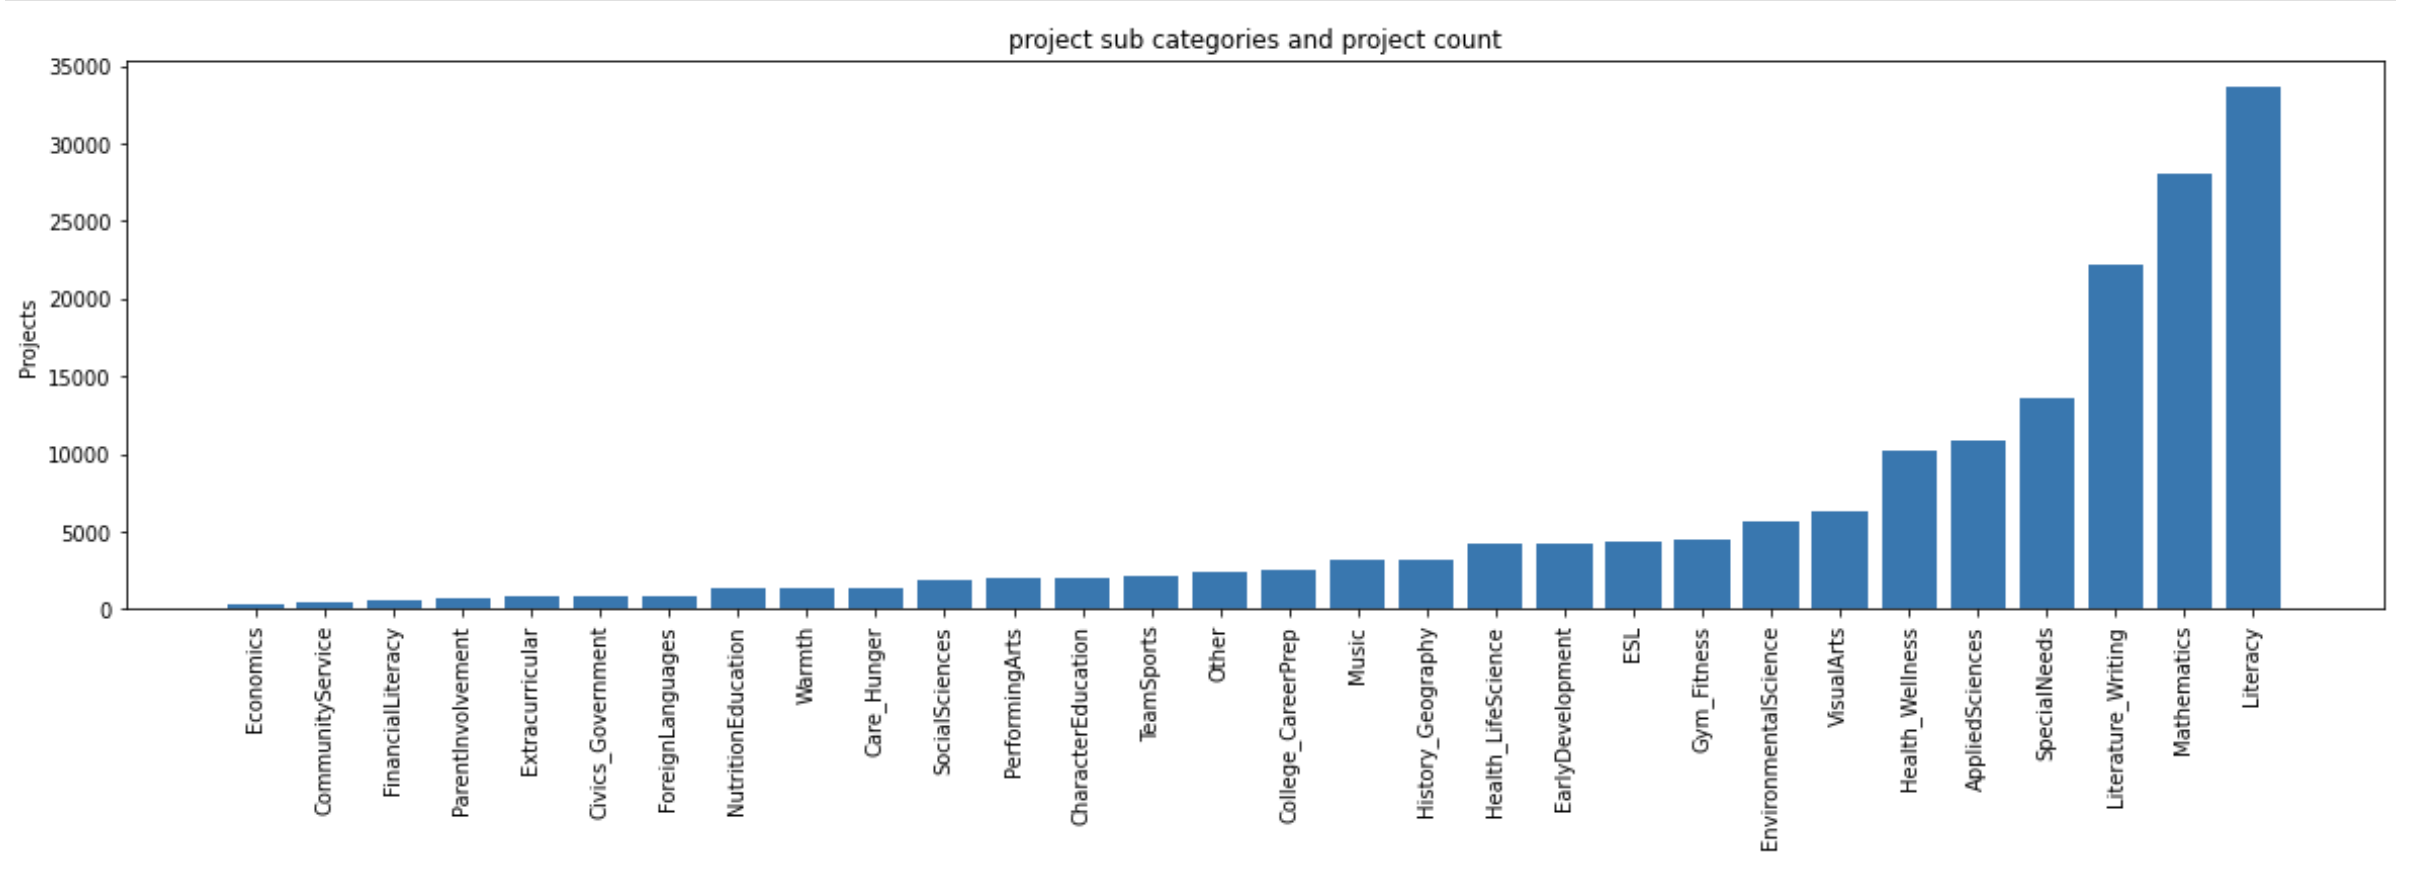 project sub categories and project count
35000
30000
25000
20000
15000
10000
5000
0
Projects
Economics
CommunityService
FinancialLiteracy
ParentInvolvement
Extracurricular
Civics_Government
ForeignLanguages
NutritionEducation
Warmth
Care_Hunger
SocialSciences
PerformingArts
CharacterEducation
TeamSports
Other
College_CareerPrep
Music
History_Geography
Health_LifeScience
EarlyDevelopment
ESL
Gym_Fitness
EnvironmentalScience
VisualArts
Health_Wellness
AppliedSciences
SpecialNeeds
Literature_Writing
Mathematics
Literacy